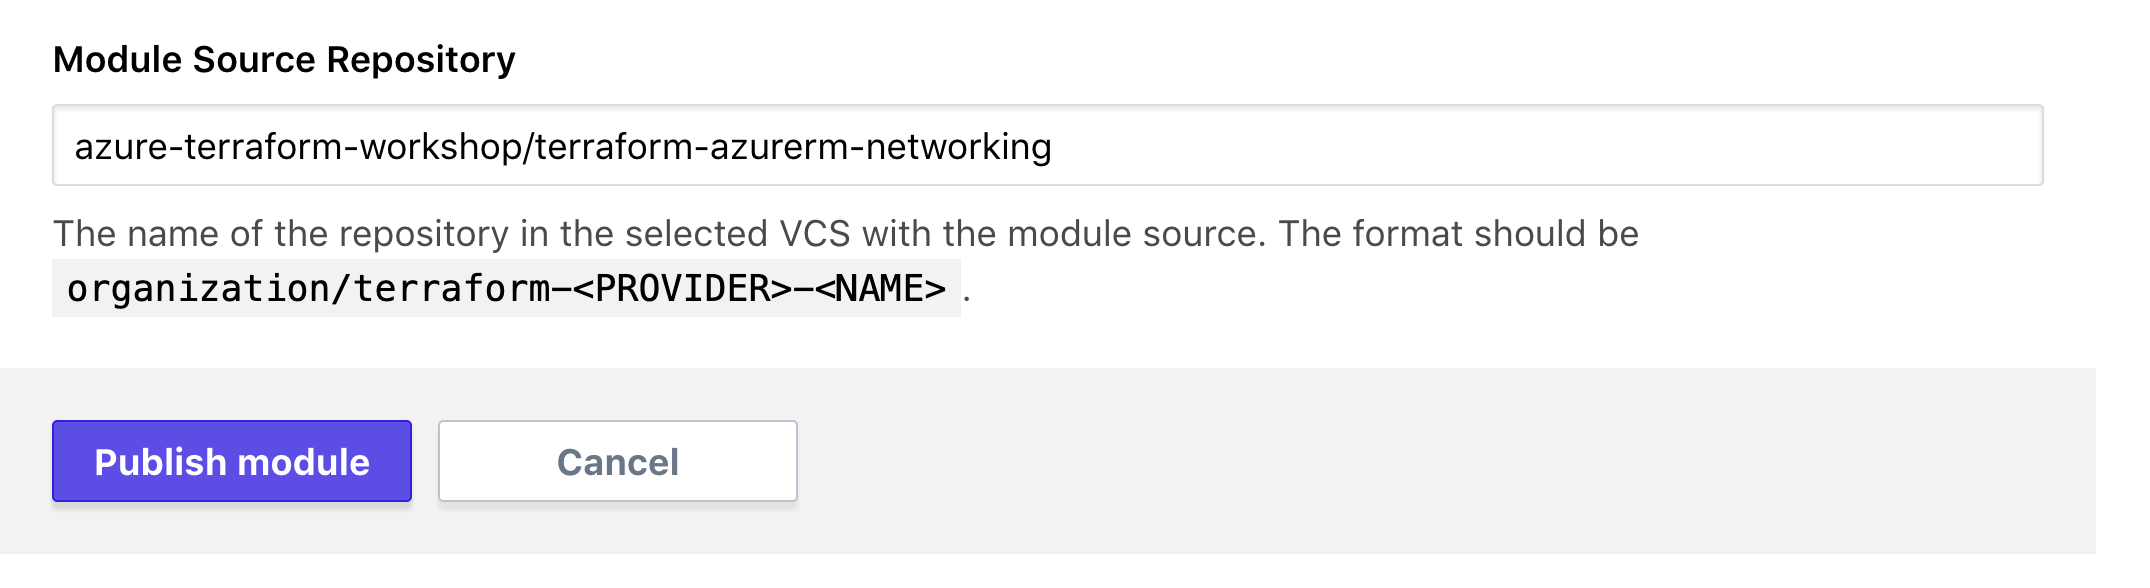 Module Source Repository
azure-terraform-workshop/terraform-azurerm-networking
The name of the repository in the selected VCS with the module source. The format should be
organization/terraform-<PROVIDER>-<NAME> .
Publish module
Cancel